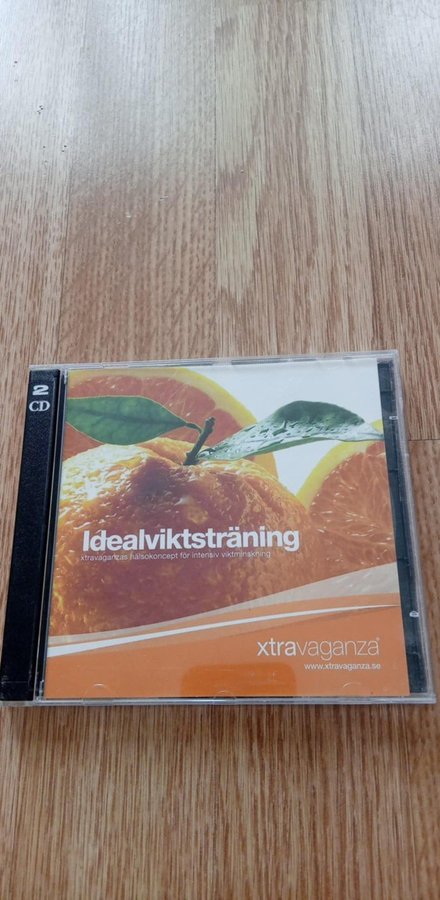 2
CD
Idealviktsträning
xtravaganzas hälsokoncept för intensiv viktminskning
xtravaganza®
www.xtravaganza.se